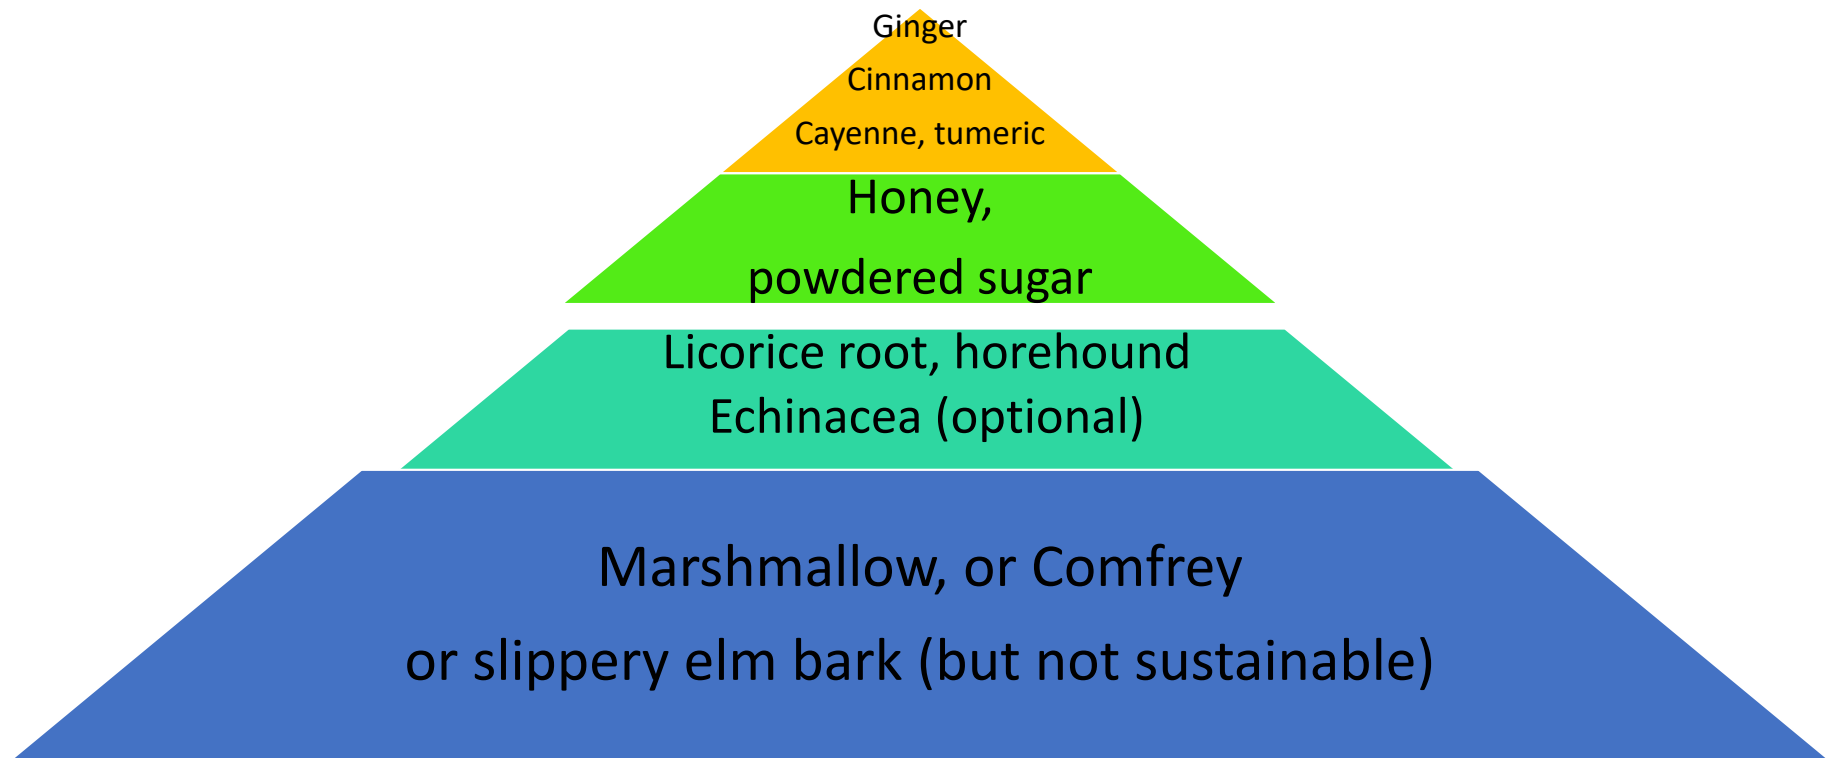 Ginger
Cinnamon
Cayenne, tumeric
Honey,
powdered sugar
Licorice root, horehound
Echinacea (optional)
Marshmallow, or Comfrey
or slippery elm bark (but not sustainable)